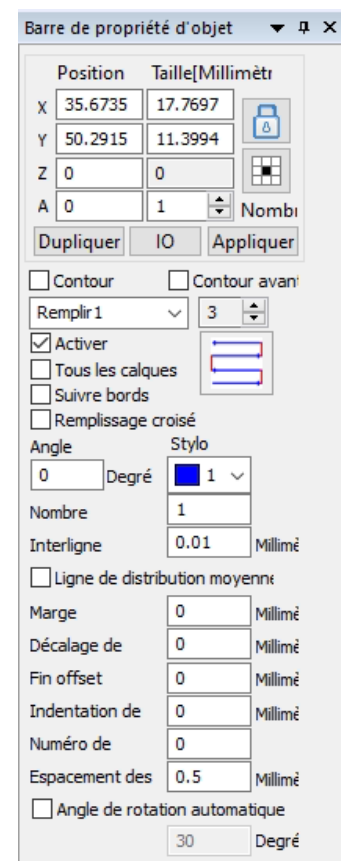 Barre de propriété d'objet
Position Taille[Millimètr
X 35.6735 17.7697
Y 50.2915 11.3994
Z 0 0
A 0 1 Nombr
Dupliquer IO Appliquer
Contour Contour avant
Remplir1 3
Activer
Tous les calques
Suivre bords
Remplissage croisé
Angle Stylo
0 Degré 1
Nombre 1
Interligne 0.01 Millimè
Ligne de distribution moyenne
Marge 0 Millimè
Décalage de 0 Millimè
Fin offset 0 Millimè
Indentation de 0 Millimè
Numéro de 0
Espacement des 0.5 Millimè
Angle de rotation automatique
30 Degré